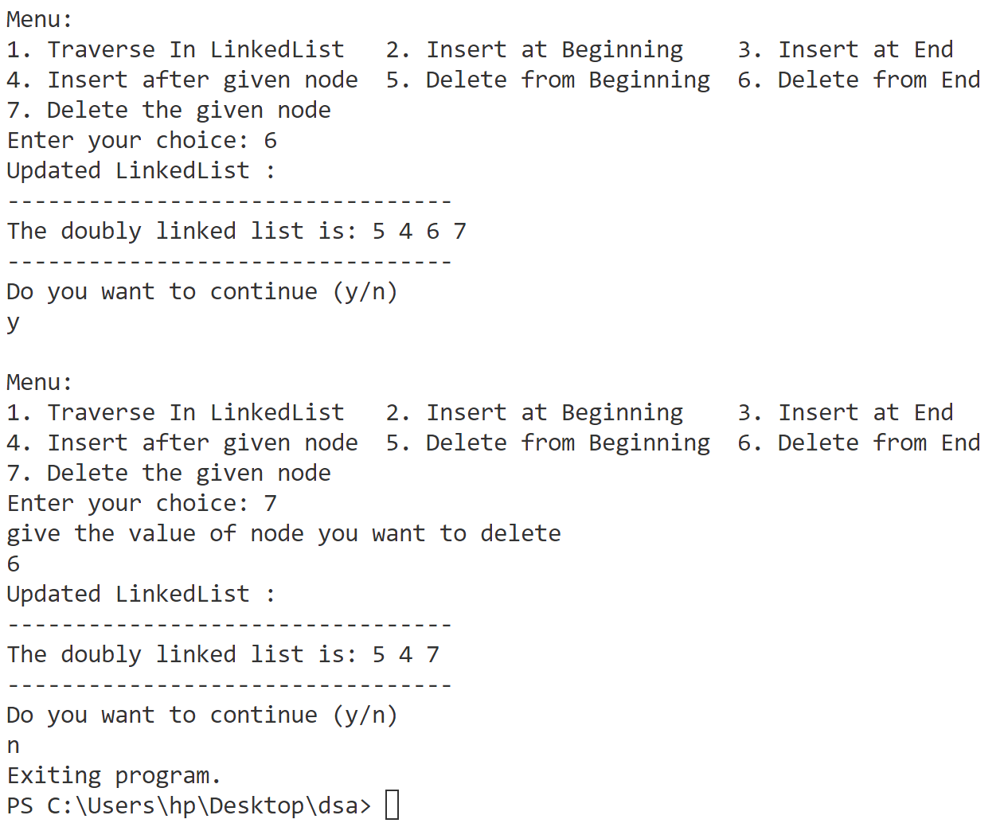 Menu:
1. Traverse In LinkedList   2. Insert at Beginning    3. Insert at End
4. Insert after given node  5. Delete from Beginning  6. Delete from End
7. Delete the given node
Enter your choice: 6
Updated LinkedList :
---------------------------------
The doubly linked list is: 5 4 6 7
---------------------------------
Do you want to continue (y/n)
y

Menu:
1. Traverse In LinkedList   2. Insert at Beginning    3. Insert at End
4. Insert after given node  5. Delete from Beginning  6. Delete from End
7. Delete the given node
Enter your choice: 7
give the value of node you want to delete
6
Updated LinkedList :
---------------------------------
The doubly linked list is: 5 4 7
---------------------------------
Do you want to continue (y/n)
n
Exiting program.
PS C:\Users\hp\Desktop\dsa>